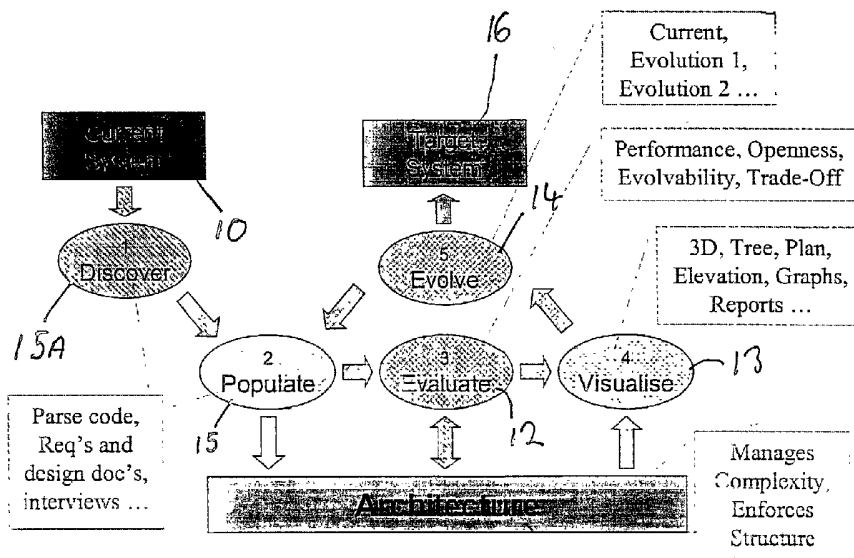 16
Current,
Evolution 1,
Evolution 2 ...
Current
System
Target
System
Performance, Openness,
Evolvability, Trade-Off
10
14
1
Discover
5
Evolve
3D, Tree, Plan,
Elevation, Graphs,
Reports ...
15A
2
Populate
3
Evaluate
4
Visualise
13
15
12
Parse code,
Req's and
design doc's,
interviews ...
Architecture
Manages
Complexity,
Enforces
Structure